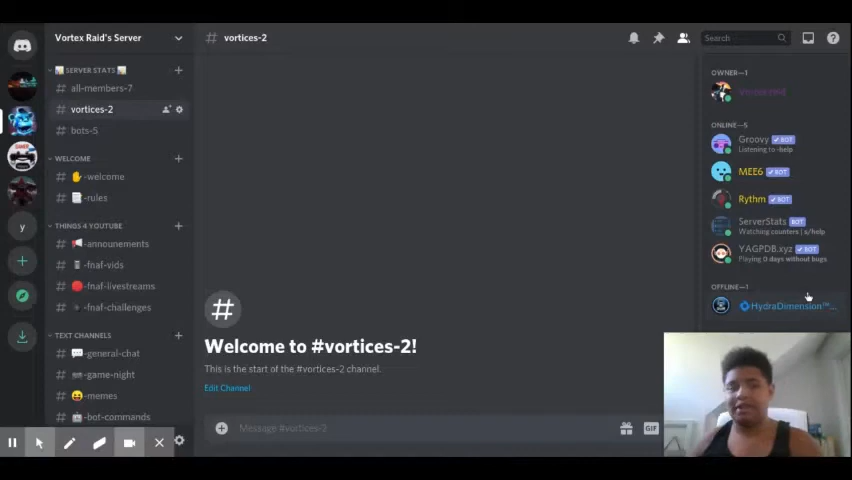 Vortex Raid's Server
vortices-2
Search
SERVER STATS
all-members-7
vortices-2
bots-5
WELCOME
-welcome
-rules
THINGS 4 YOUTUBE
-announements
-fnaf-vids
-fnaf-livestreams
-fnaf-challenges
TEXT CHANNELS
-general-chat
-game-night
-memes
-bot-commands
y
Welcome to #vortices-2!
This is the start of the #vortices-2 channel.
Edit Channel
Message #vortices-2
GIF
OWNER—1
ONLINE—5
Groovy BOT
Listening to -help
MEE6 BOT
Rythm BOT
ServerStats BOT
Watching counters | s/help
YAGPDB.xyz BOT
Playing 0 days without bugs
OFFLINE—1
HydraDimension™...